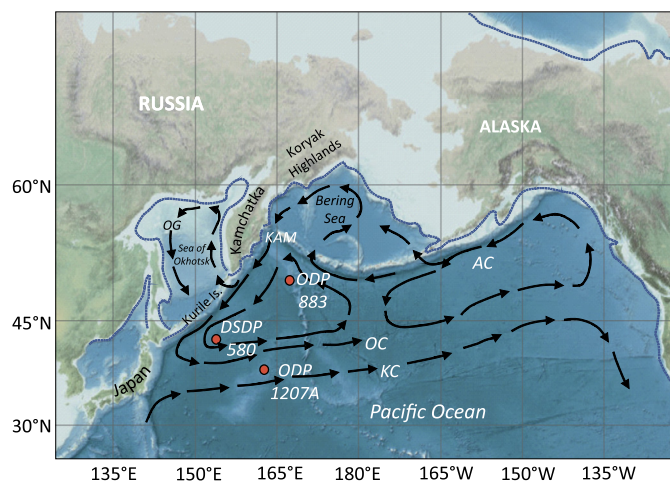 RUSSIA
ALASKA
Koryak
Highlands
60°N
Kamchatka
Bering
Sea
OG
Sea of
Okhotsk
KAM
AC
ODP
883
Kurile Is.
45°N
DSDP
580
OC
Japan
ODP
1207A
KC
Pacific Ocean
30°N
135°E
150°E
165°E
180°E
165°W
150°W
135°W